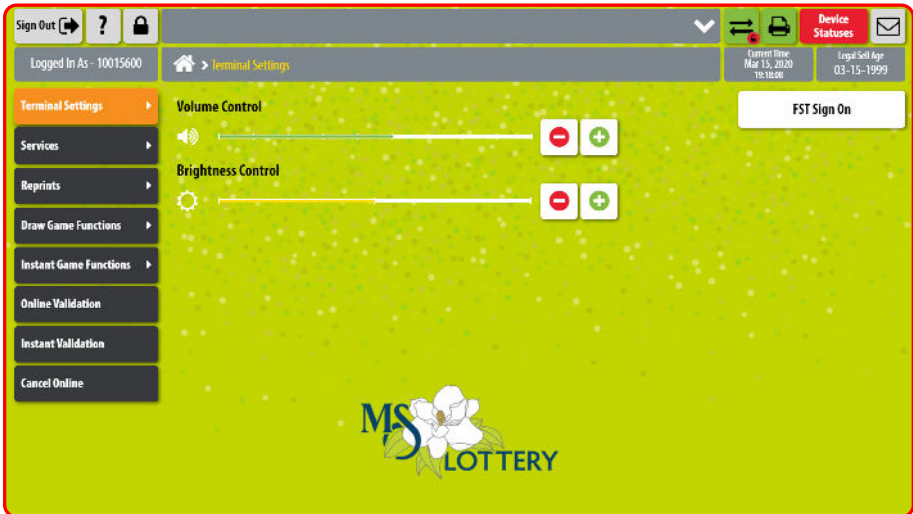 Sign Out
?
Device
Statuses
Logged In As - 10015600
> Terminal Settings
Current Time
Mar 15, 2020
19:18:08
Legal Sell Age
03-15-1999
Terminal Settings
Services
Reprints
Draw Game Functions
Instant Game Functions
Online Validation
Instant Validation
Cancel Online
Volume Control
Brightness Control
FST Sign On
MS
LOTTERY